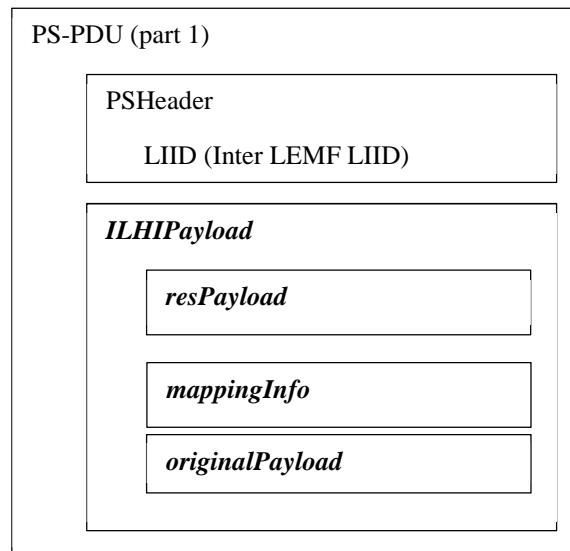 PS-PDU (part 1)
PSHeader
LIID (Inter LEMF LIID)
ILHIPayload
resPayload
mappingInfo
originalPayload